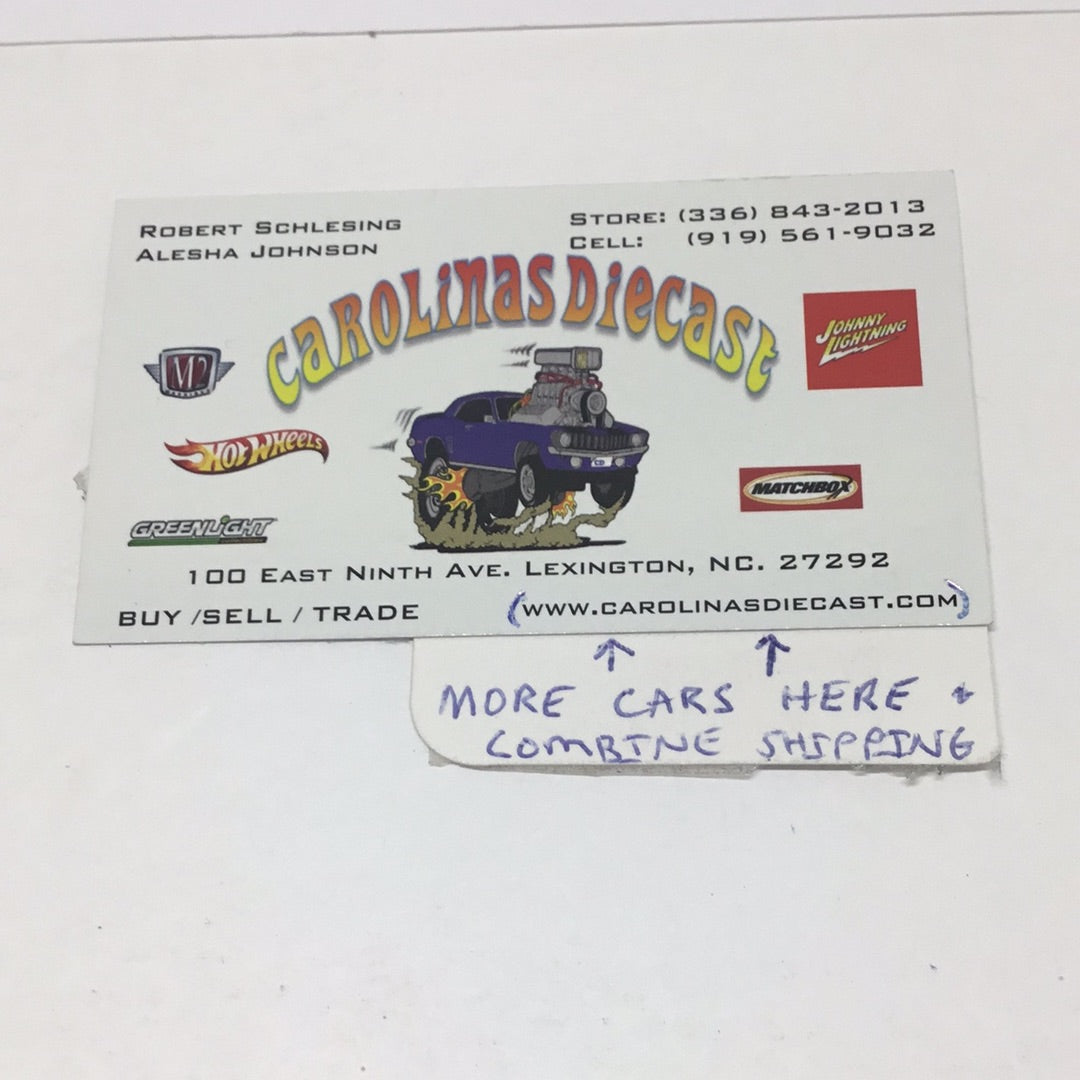 ROBERT SCHLESING
ALESHA JOHNSON
STORE: (336) 843-2013
CELL: (919) 561-9032
CAROLINAS DIECAST
M2
JOHNNY
LIGHTNING
HOT WHEELS
CD
MATCHBOX
GREENLIGHT
100 EAST NINTH AVE. LEXINGTON, NC. 27292
BUY /SELL / TRADE
(WWW.CAROLINASDIECAST.COM)
MORE CARS HERE +
COMBINE SHIPPING